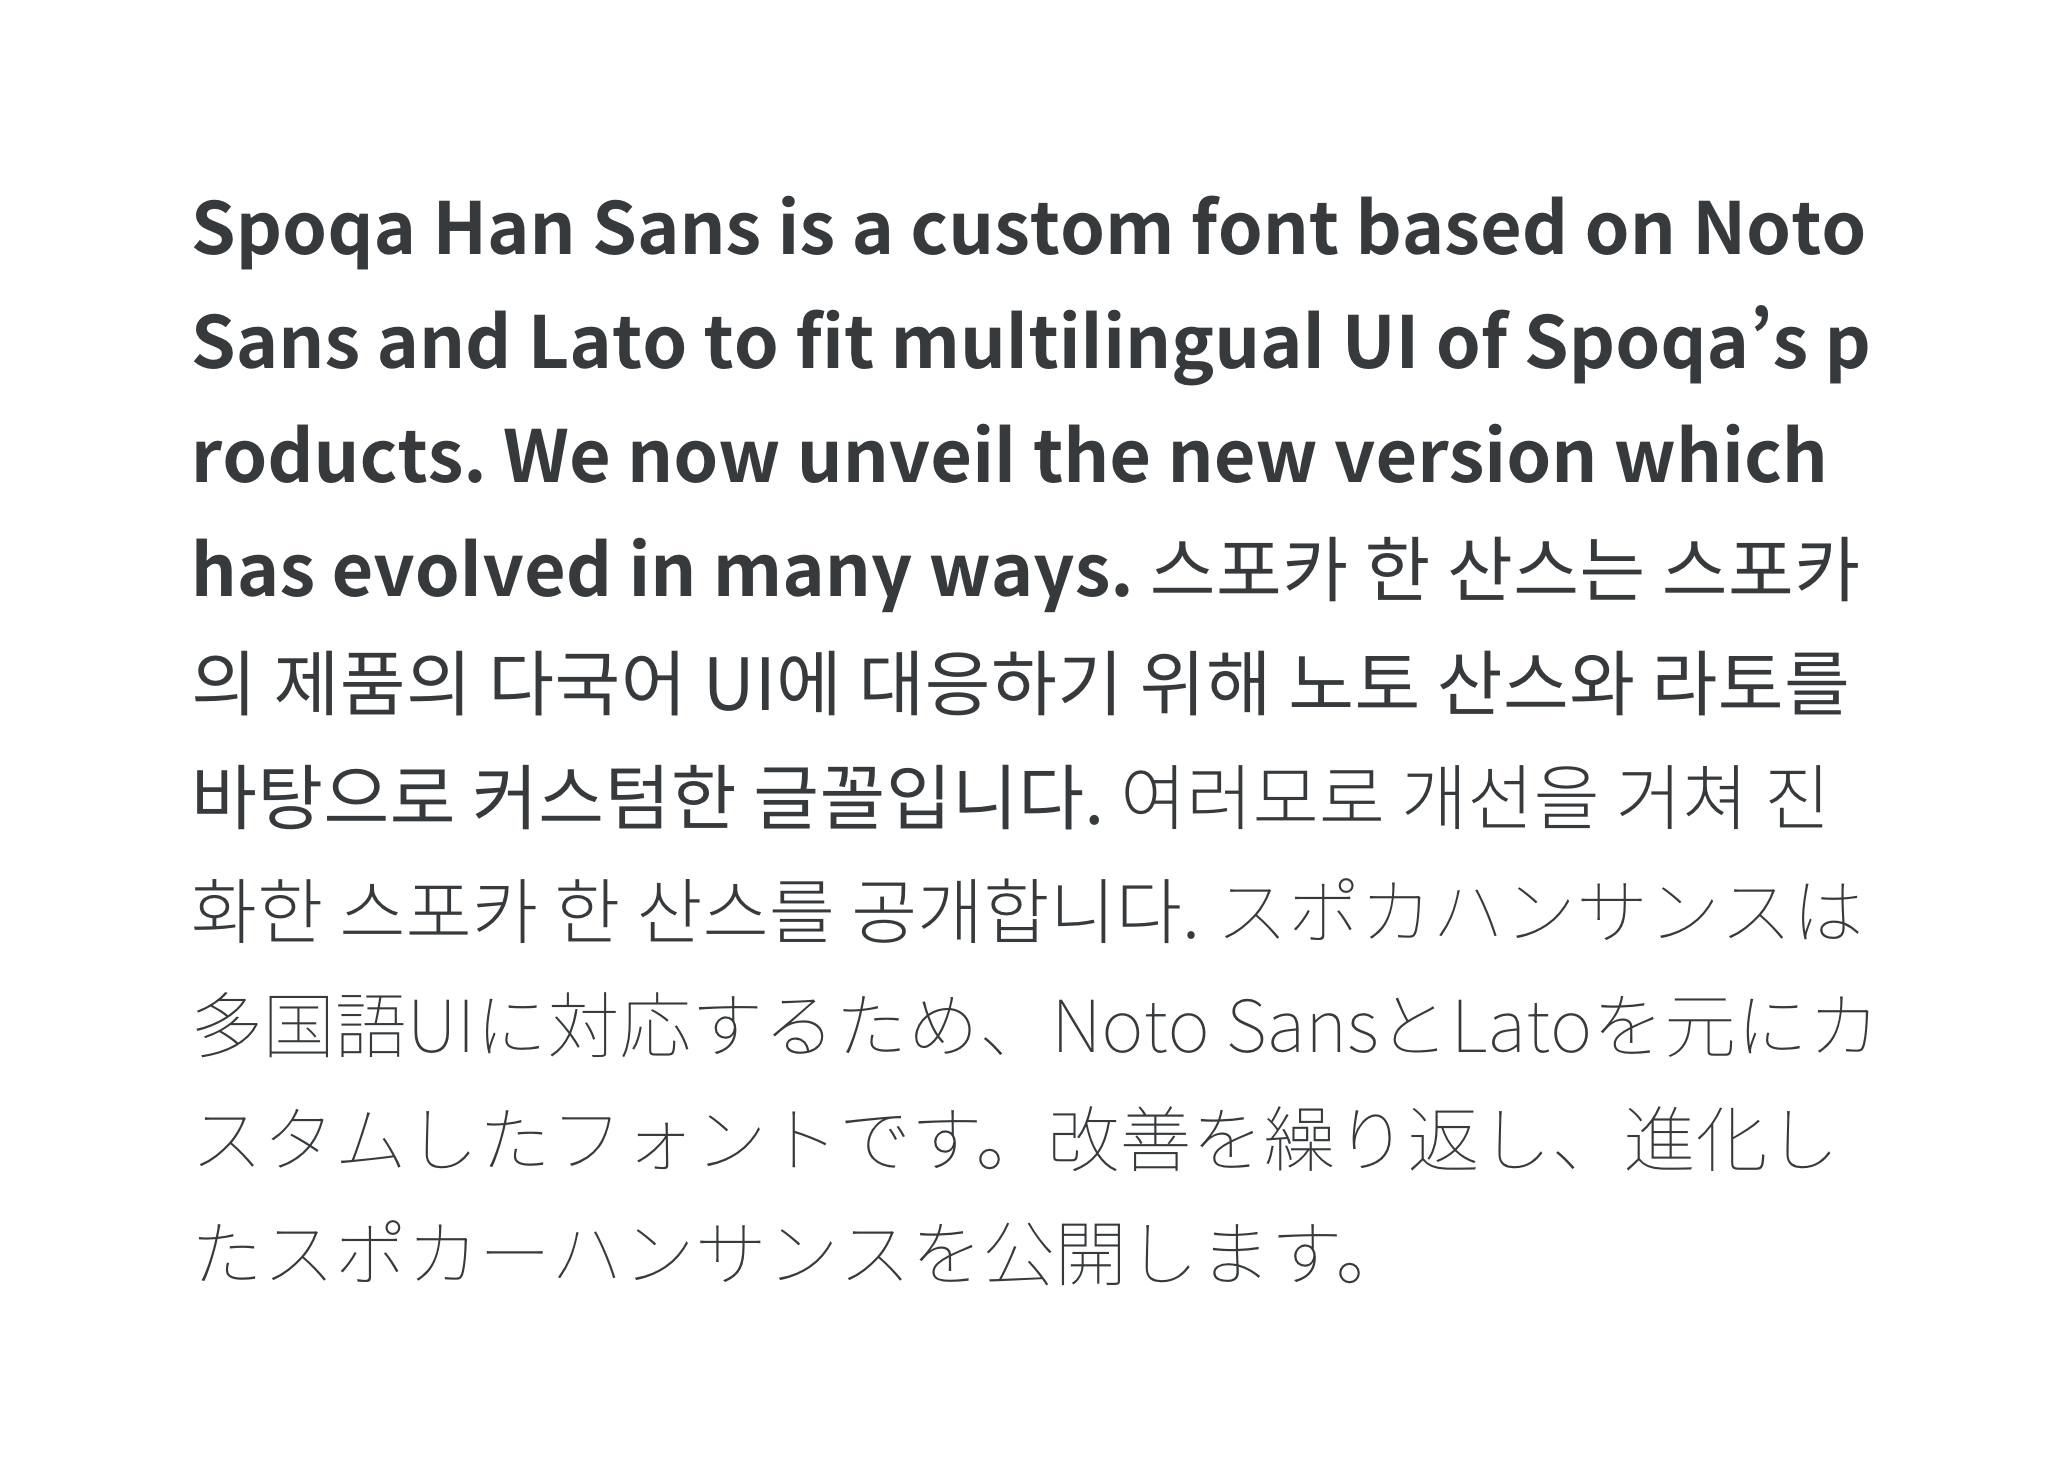 Spoqa Han Sans is a custom font based on Noto
Sans and Lato to fit multilingual UI of Spoqa’s p
roducts. We now unveil the new version which
has evolved in many ways. 스포카 한 산스는 스포카
의 제품의 다국어 UI에 대응하기 위해 노토 산스와 라토를
바탕으로 커스텀한 글꼴입니다. 여러모로 개선을 거쳐 진
화한 스포카 한 산스를 공개합니다. スポカハンサンスは
多国語UIに対応するため、Noto SansとLatoを元にカ
スタムしたフォントです。改善を繰り返し、進化し
たスポカーハンサンスを公開します。